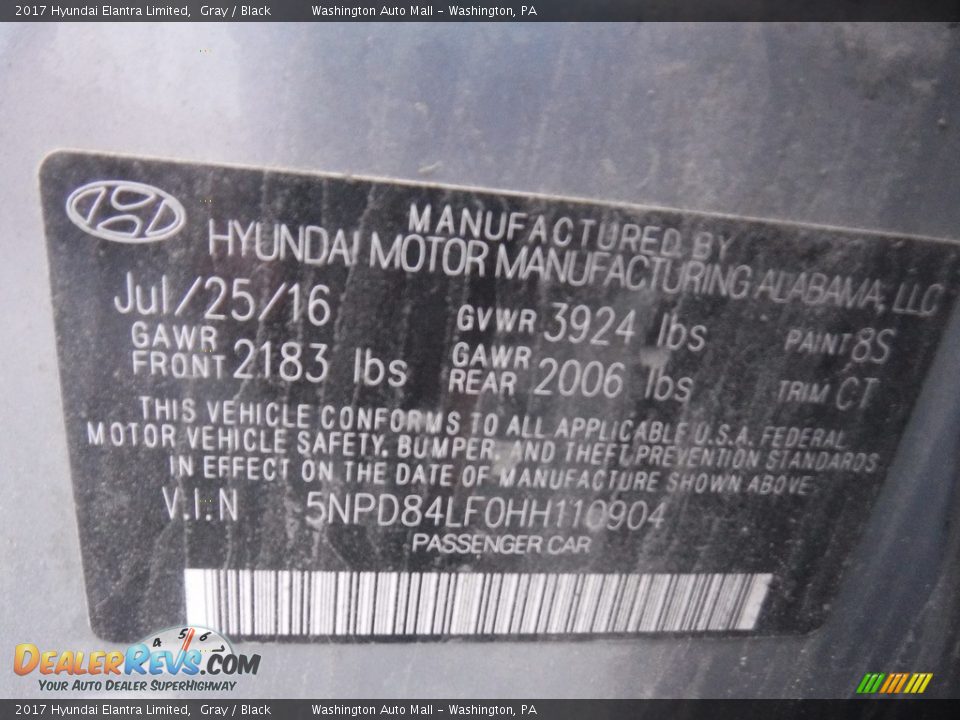 2017 Hyundai Elantra Limited, Gray / Black Washington Auto Mall - Washington, PA
MANUFACTURED BY
HYUNDAI MOTOR MANUFACTURING ALABAMA, LLC
Jul/25/16 GVWR 3924 lbs PAINT 8S
GAWR FRONT 2183 lbs GAWR REAR 2006 lbs TRIM CT
THIS VEHICLE CONFORMS TO ALL APPLICABLE U.S.A. FEDERAL
MOTOR VEHICLE SAFETY, BUMPER, AND THEFT PREVENTION STANDARDS
IN EFFECT ON THE DATE OF MANUFACTURE SHOWN ABOVE
V.I.N 5NPD84LF0HH110904
PASSENGER CAR
4 5 6
DEALERREVS.COM
YOUR AUTO DEALER SUPERHIGHWAY
2017 Hyundai Elantra Limited, Gray / Black Washington Auto Mall - Washington, PA